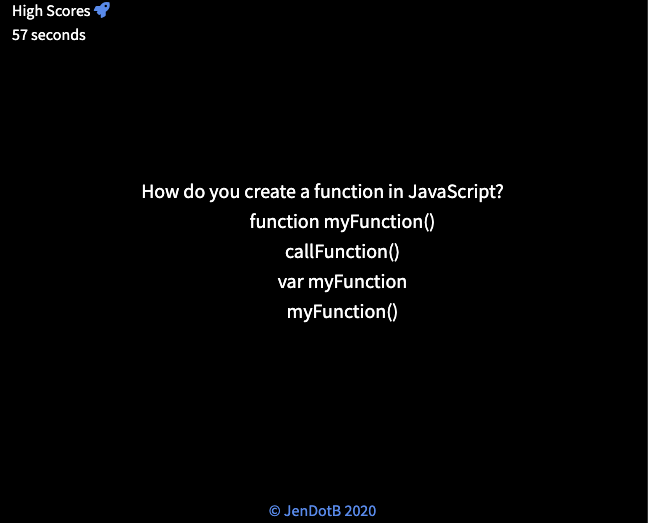 High Scores 🚀
57 seconds
How do you create a function in JavaScript?
function myFunction()
callFunction()
var myFunction
myFunction()
© JenDotB 2020